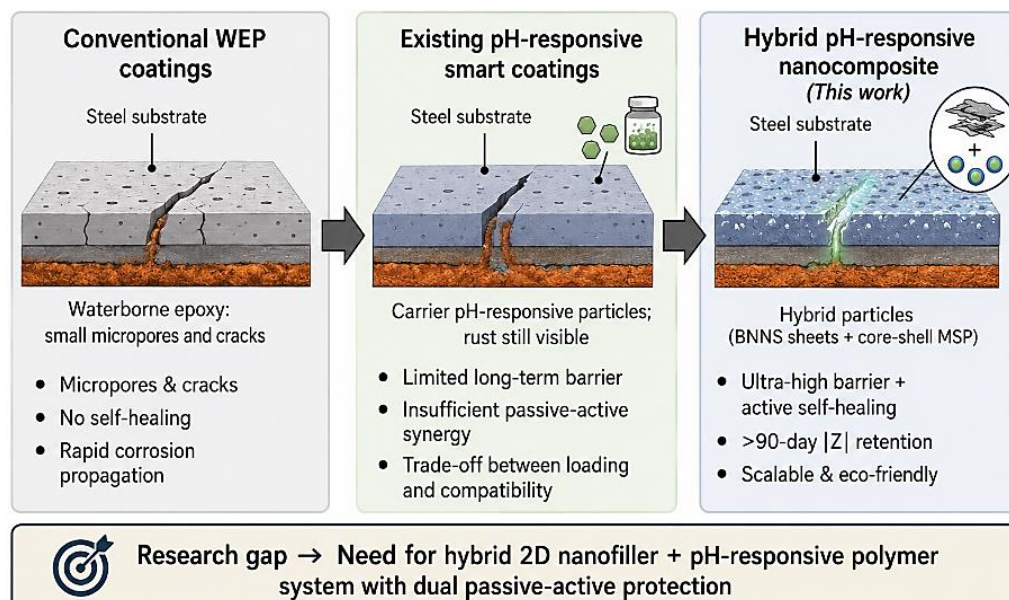 Conventional WEP
coatings
Steel substrate
Waterborne epoxy:
small micropores and cracks
• Micropores & cracks
• No self-healing
• Rapid corrosion
propagation
Existing pH-responsive
smart coatings
Steel substrate
Carrier pH-responsive particles;
rust still visible
• Limited long-term barrier
• Insufficient passive-active
synergy
• Trade-off between loading
and compatibility
Hybrid pH-responsive
nanocomposite
(This work)
Steel substrate
+
Hybrid particles
(BNNS sheets + core-shell MSP)
• Ultra-high barrier +
active self-healing
• >90-day |Z| retention
• Scalable & eco-friendly
Research gap → Need for hybrid 2D nanofiller + pH-responsive polymer
system with dual passive-active protection